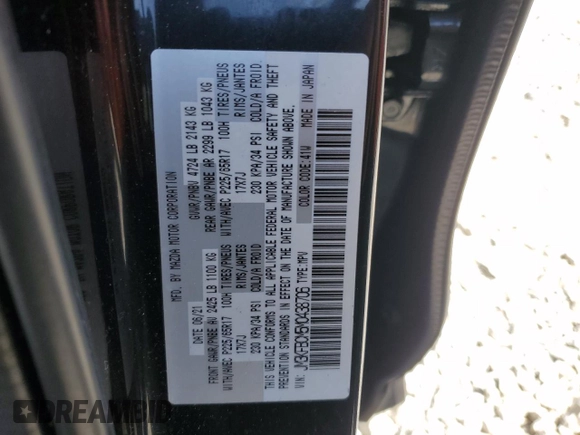 MFD. BY MAZDA MOTOR CORPORATION
DATE 06/21 GVWR/PNBV 4724 LB 2143 KG
FRONT GAWR/PNBE AV 2425 LB 1100 KG REAR GAWR/PNBE AR 2299 LB 1043 KG
WITH/AVEC P225/65R17 100H TIRES/PNEUS WITH/AVEC P225/65R17 100H TIRES/PNEUS
17X7J RIMS/JANTES 17X7J RIMS/JANTES
230 KPA/34 PSI COLD/A FROID 230 KPA/34 PSI COLD/A FROID.
THIS VEHICLE CONFORMS TO ALL APPLICABLE FEDERAL MOTOR VEHICLE SAFETY AND THEFT
PREVENTION STANDARDS IN EFFECT ON THE DATE OF MANUFACTURE SHOWN ABOVE.
VIN: JM3KFBCM5N0438706 TYPE:MPV COLOR CODE:41W MADE IN JAPAN
DREAMBID